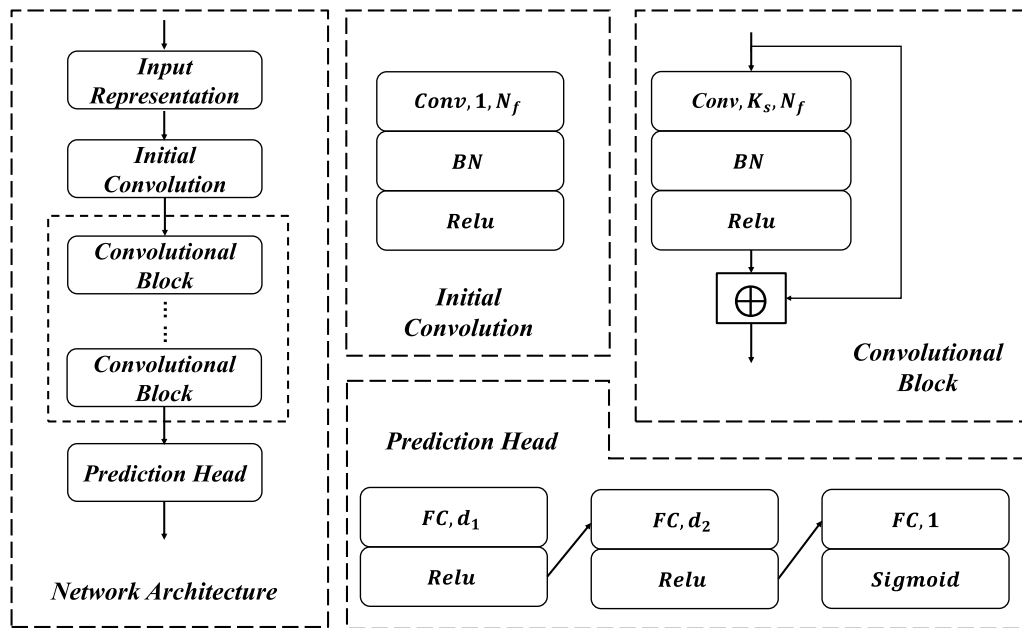 Input
Representation
Initial
Convolution
Convolutional
Block
Convolutional
Block
Prediction Head
Network Architecture
Conv, 1, N_f
BN
Relu
Initial
Convolution
Conv, K_s, N_f
BN
Relu
⊕
Convolutional
Block
Prediction Head
FC, d_1
Relu
FC, d_2
Relu
FC, 1
Sigmoid